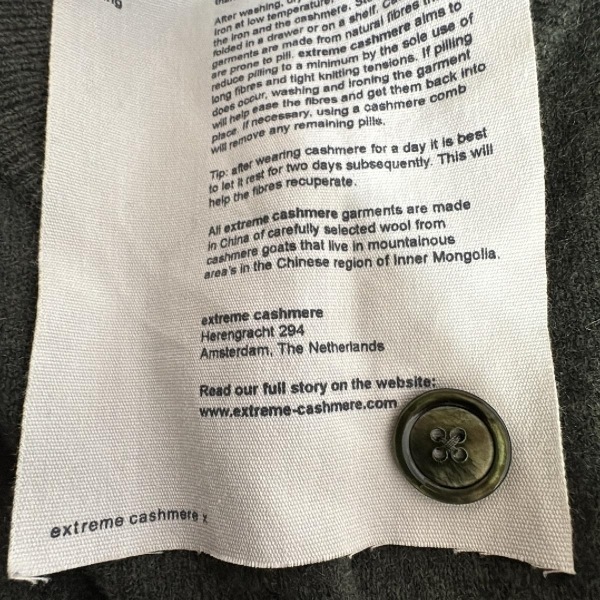 After washing, dry
iron at low temperature
the iron and the cashmere.
folded in a drawer or on a shelf.
garments are made from natural fibres
are prone to pill. extreme cashmere aims to
reduce pilling to a minimum by the sole use of
long fibres and tight knitting tensions. If pilling
does occur, washing and ironing the garment
will help ease the fibres and get them back into
place. If necessary, using a cashmere comb
will remove any remaining pills.
Tip: after wearing cashmere for a day it is best
to let it rest for two days subsequently. This will
help the fibres recuperate.
All extreme cashmere garments are made
in China of carefully selected wool from
cashmere goats that live in mountainous
area's in the Chinese region of Inner Mongolia.
extreme cashmere
Herengracht 294
Amsterdam, The Netherlands
Read our full story on the website:
www.extreme-cashmere.com
extreme cashmere x